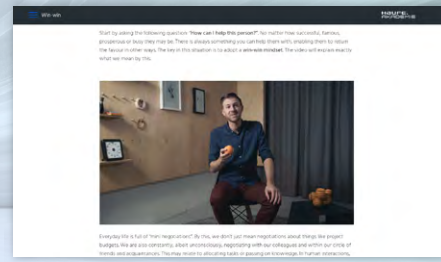 Win-win
HAUFE.
AKADEMIE
Start by asking the following question "How can I help this person?". No matter how successful, famous,
prosperous or busy they may be. There is always something you can help them with, enabling them to return
the favour in other ways. The key in this situation is to adopt a win-win mindset. The video will explain exactly
what we mean by this.
Everyday life is full of "mini negotiations". By this, we don't just mean negotiations about things like project
budgets. We are also constantly, albeit unconsciously, negotiating with our colleagues and within our circle of
friends and acquaintances. This may relate to allocating tasks or passing on knowledge. In human interactions,